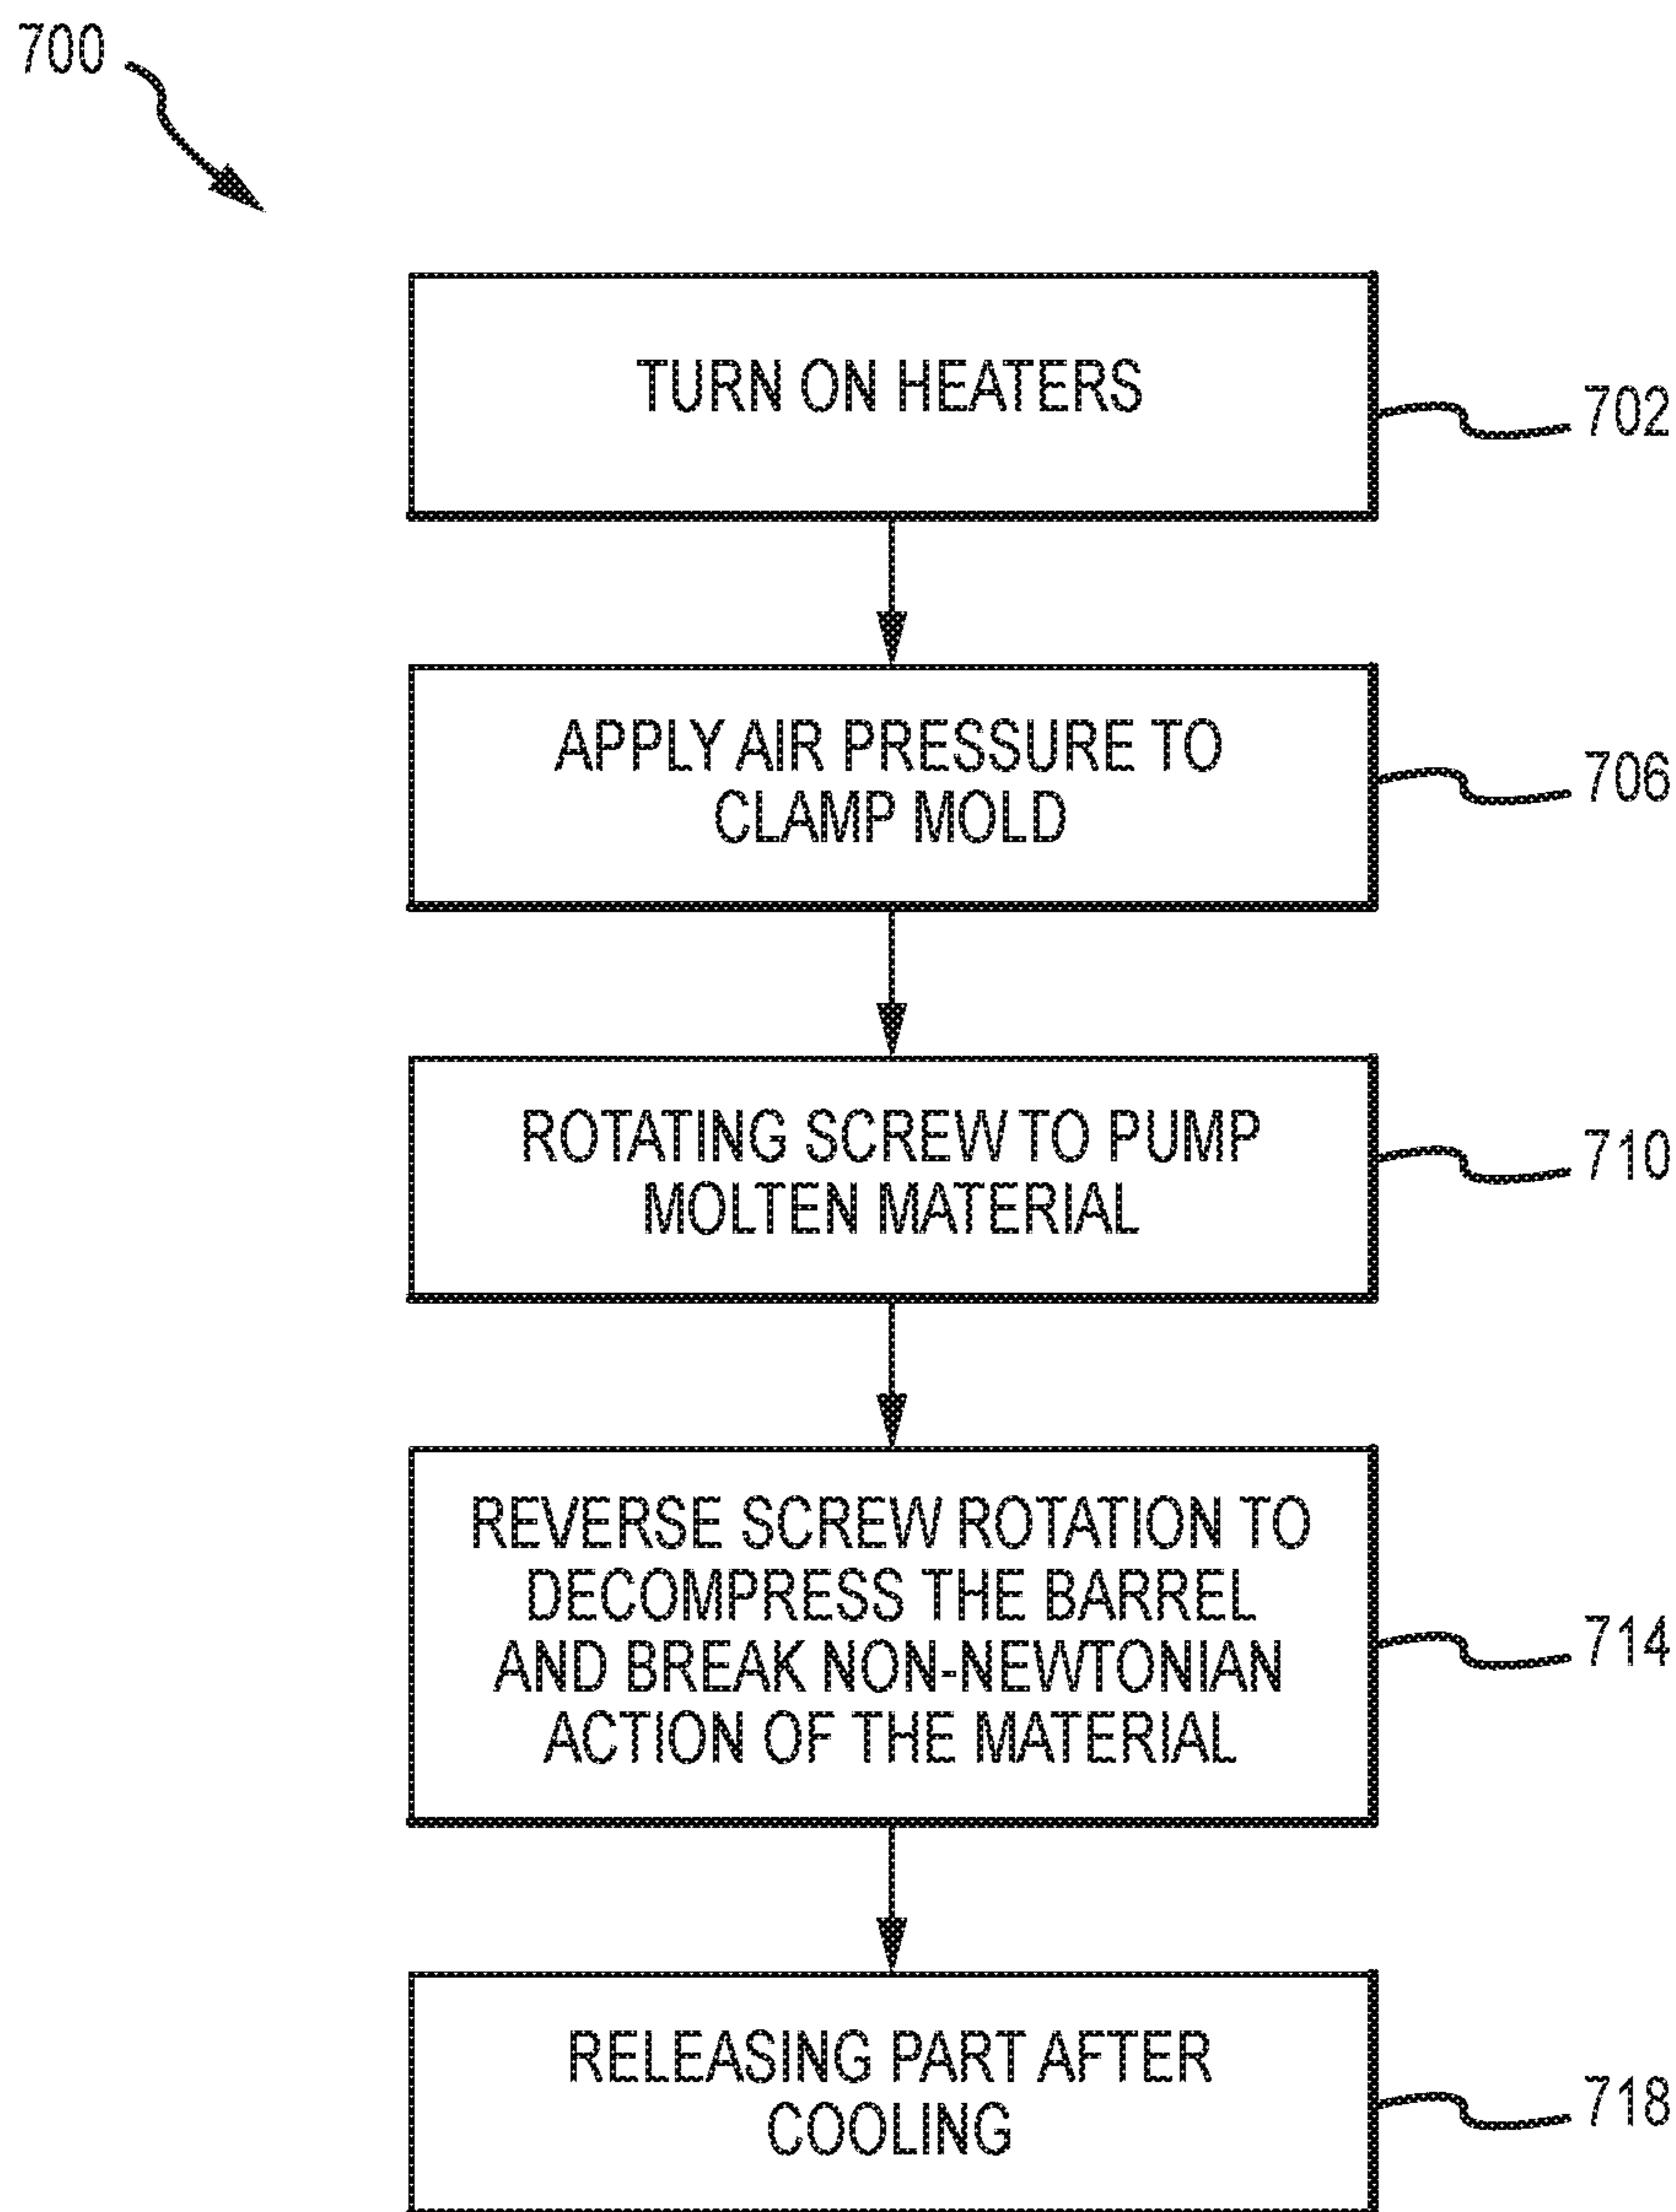 700
TURN ON HEATERS
702
APPLY AIR PRESSURE TO
CLAMP MOLD
706
ROTATING SCREW TO PUMP
MOLTEN MATERIAL
710
REVERSE SCREW ROTATION TO
DECOMPRESS THE BARREL
AND BREAK NON-NEWTONIAN
ACTION OF THE MATERIAL
714
RELEASING PART AFTER
COOLING
718